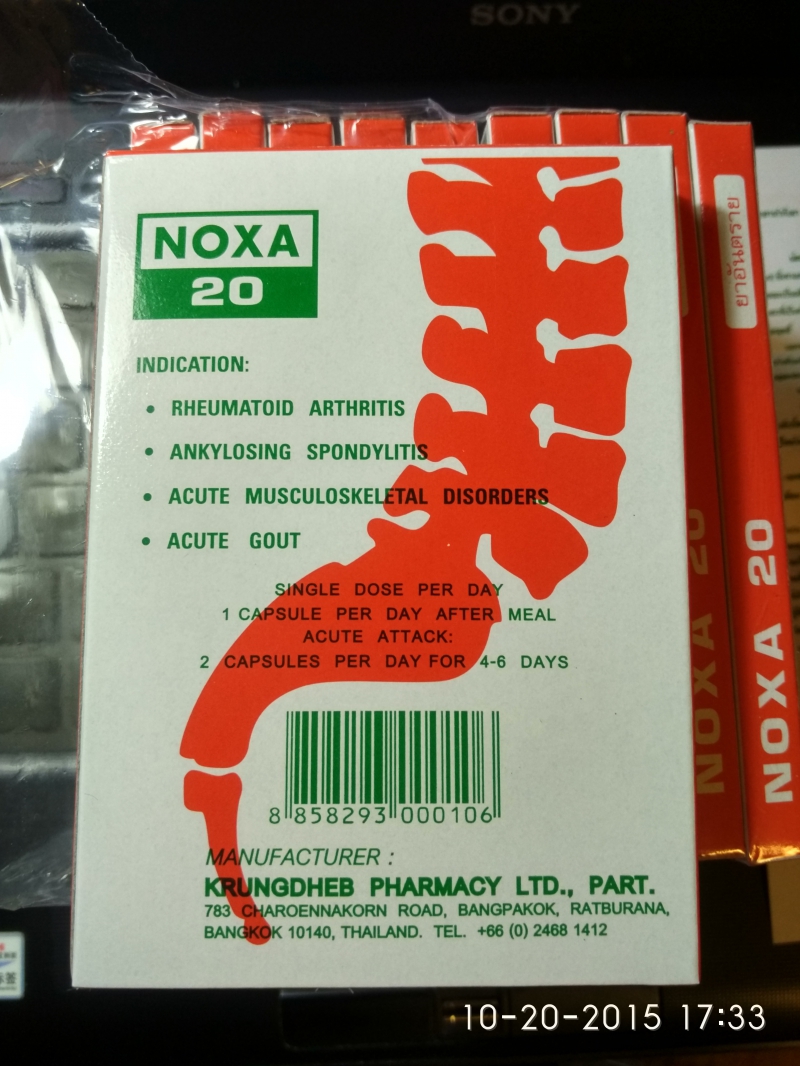 SONY
NOXA
20
INDICATION:
• RHEUMATOID ARTHRITIS
• ANKYLOSING SPONDYLITIS
• ACUTE MUSCULOSKELETAL DISORDERS
• ACUTE GOUT
SINGLE DOSE PER DAY
1 CAPSULE PER DAY AFTER MEAL
ACUTE ATTACK:
2 CAPSULES PER DAY FOR 4-6 DAYS
8 858293 000106
MANUFACTURER :
KRUNGDHEB PHARMACY LTD., PART.
783 CHAROENNAKORN ROAD, BANGPAKOK, RATBURANA,
BANGKOK 10140, THAILAND. TEL. +66 (0) 2468 1412
NOXA 20
ยาอันตราย
NOXA 20
10-20-2015 17:33